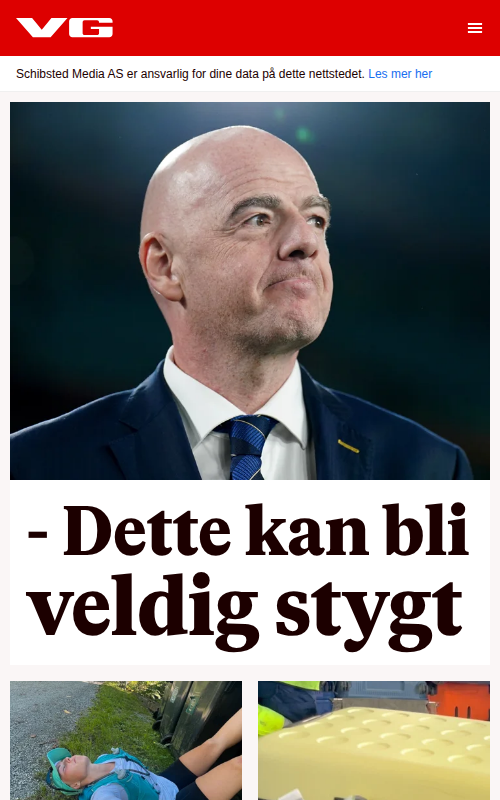 VG
Schibsted Media AS er ansvarlig for dine data på dette nettstedet. Les mer her
- Dette kan bli
veldig stygt